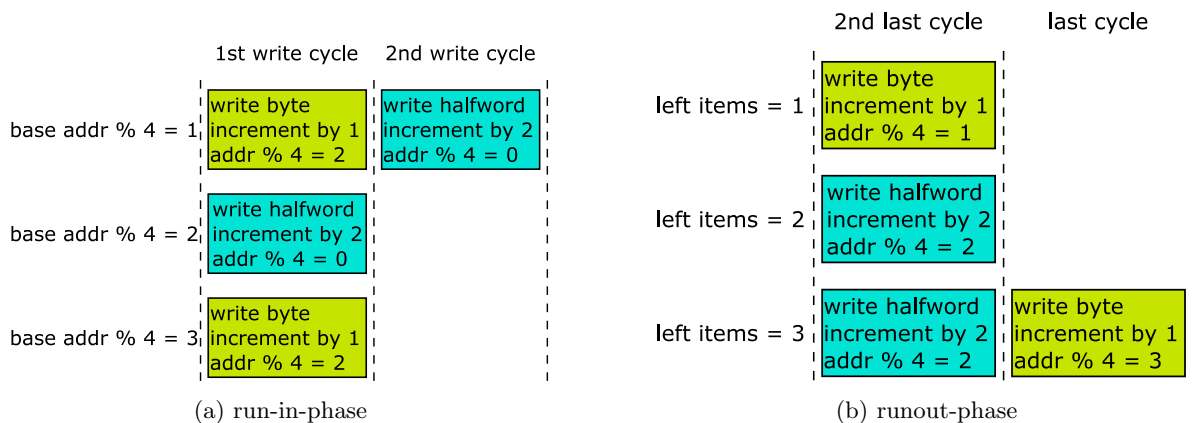 1st write cycle
2nd write cycle
base addr % 4 = 1
write byte
increment by 1
addr % 4 = 2
write halfword
increment by 2
addr % 4 = 0
base addr % 4 = 2
write halfword
increment by 2
addr % 4 = 0
base addr % 4 = 3
write byte
increment by 1
addr % 4 = 2
(a) run-in-phase
2nd last cycle
last cycle
left items = 1
write byte
increment by 1
addr % 4 = 1
left items = 2
write halfword
increment by 2
addr % 4 = 2
left items = 3
write halfword
increment by 2
addr % 4 = 2
write byte
increment by 1
addr % 4 = 3
(b) runout-phase